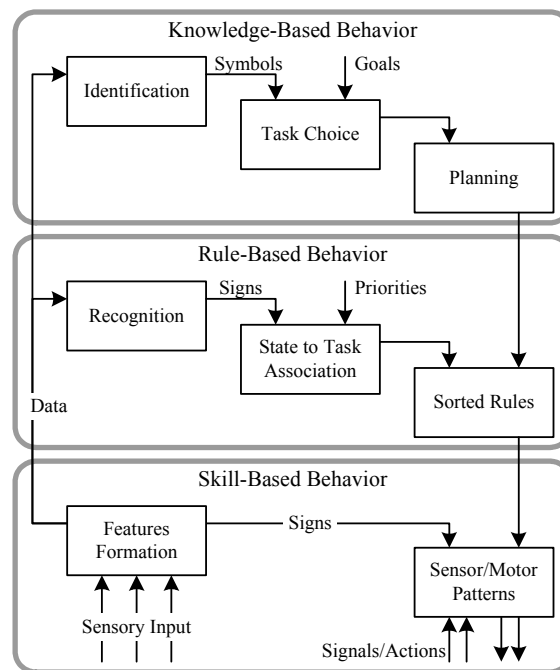 Knowledge-Based Behavior
Symbols
Goals
Identification
Task Choice
Planning
Rule-Based Behavior
Signs
Priorities
Recognition
State to Task
Association
Sorted Rules
Data
Skill-Based Behavior
Features
Formation
Signs
Sensor/Motor
Patterns
Sensory Input
Signals/Actions